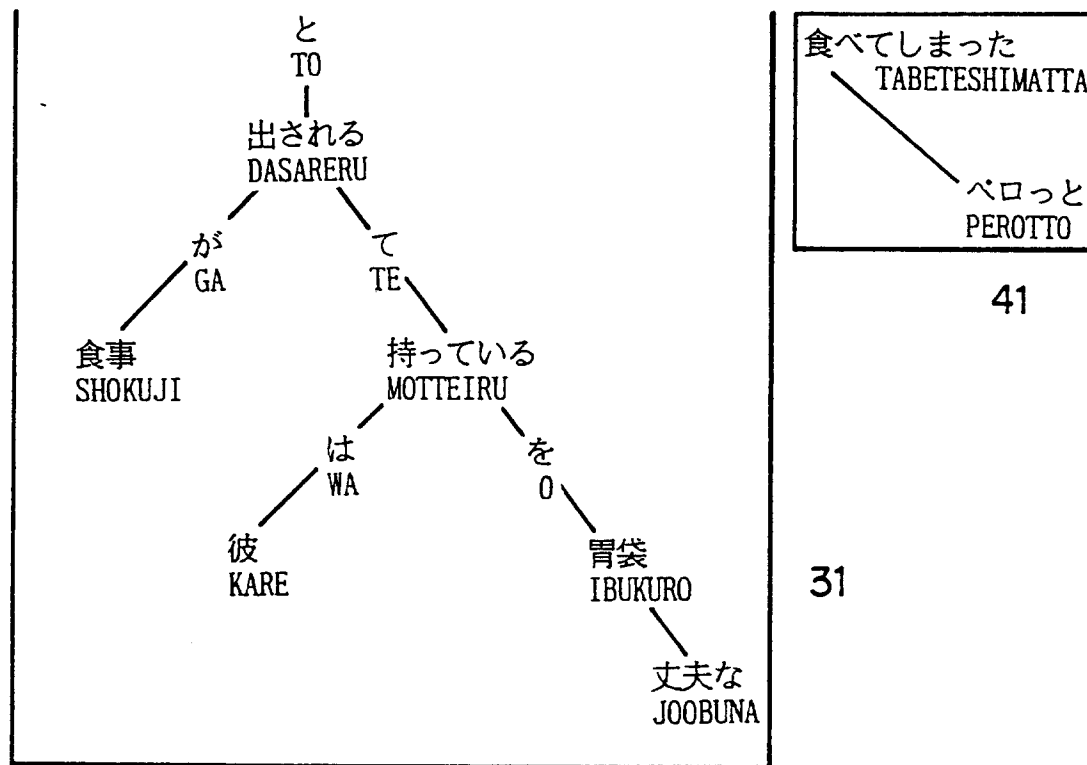 と
TO
出される
DASARERU
が
GA
て
TE
食事
SHOKUJI
持っている
MOTTEIRU
は
WA
を
O
彼
KARE
胃袋
IBUKURO
丈夫な
JOOBUNA
31
食べてしまった
TABETESHIMATTA
ペロっと
PEROTTO
41